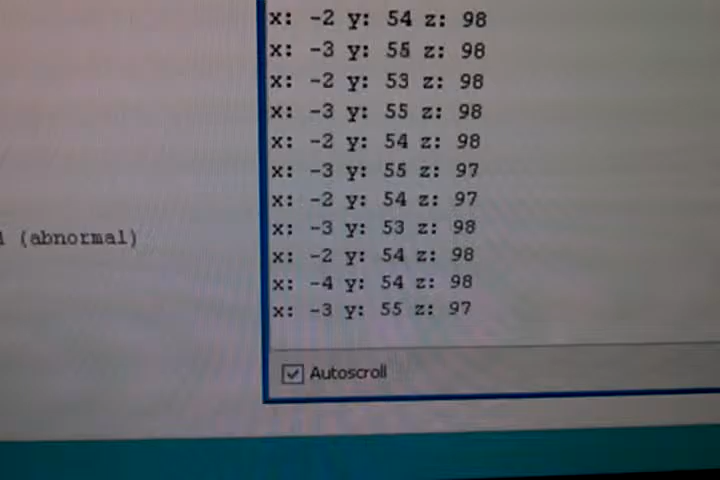 x: -2 y: 54 z: 98
x: -3 y: 55 z: 98
x: -2 y: 53 z: 98
x: -3 y: 55 z: 98
x: -2 y: 54 z: 98
x: -3 y: 55 z: 97
x: -2 y: 54 z: 97
x: -3 y: 53 z: 98
(abnormal)
x: -2 y: 54 z: 98
x: -4 y: 54 z: 98
x: -3 y: 55 z: 97
Autoscroll